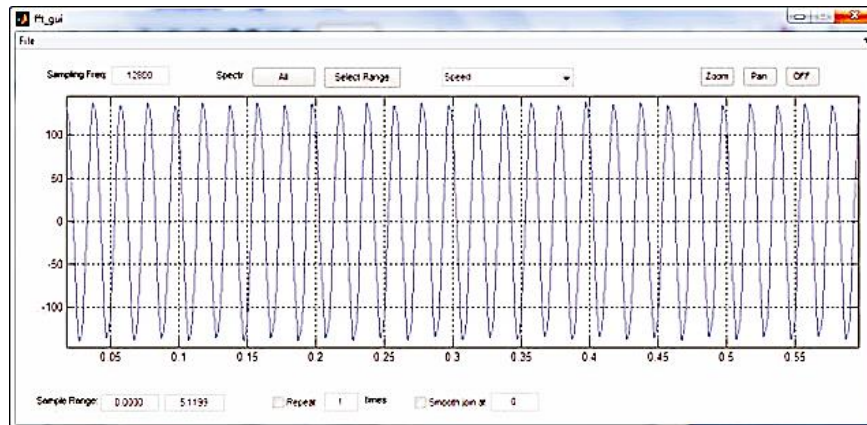 fft_gui
File
Sampling Freq: 12800 Spectr All Select Range Speed Zoom Pan Off
100
50
0
-50
-100
0.05 0.1 0.15 0.2 0.25 0.3 0.35 0.4 0.45 0.5 0.55
Sample Range: 0.0000 5.1199 Repeat 1 times Smooth join at 0